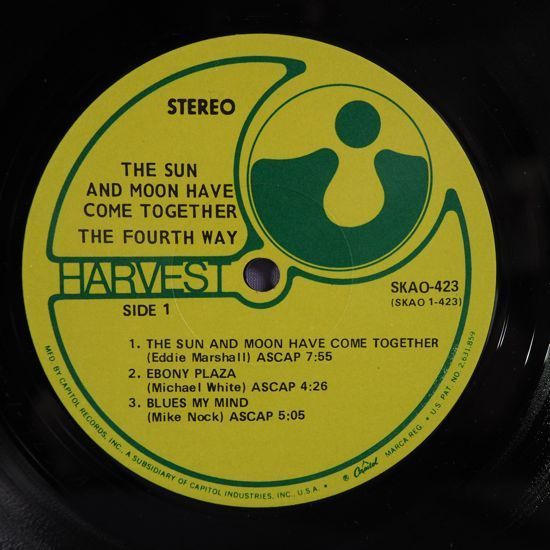 STEREO
THE SUN
AND MOON HAVE
COME TOGETHER
THE FOURTH WAY
HARVEST
SIDE 1
SKAO-423
(SKAO 1-423)
1. THE SUN AND MOON HAVE COME TOGETHER
(Eddie Marshall) ASCAP 7:55
2. EBONY PLAZA
(Michael White) ASCAP 4:26
3. BLUES MY MIND
(Mike Nock) ASCAP 5:05
MFD. BY CAPITOL RECORDS, INC., A SUBSIDIARY OF CAPITOL INDUSTRIES, INC., U.S.A. • ® Capitol MARCA REG. • U.S. PAT. NO. 2,631,859